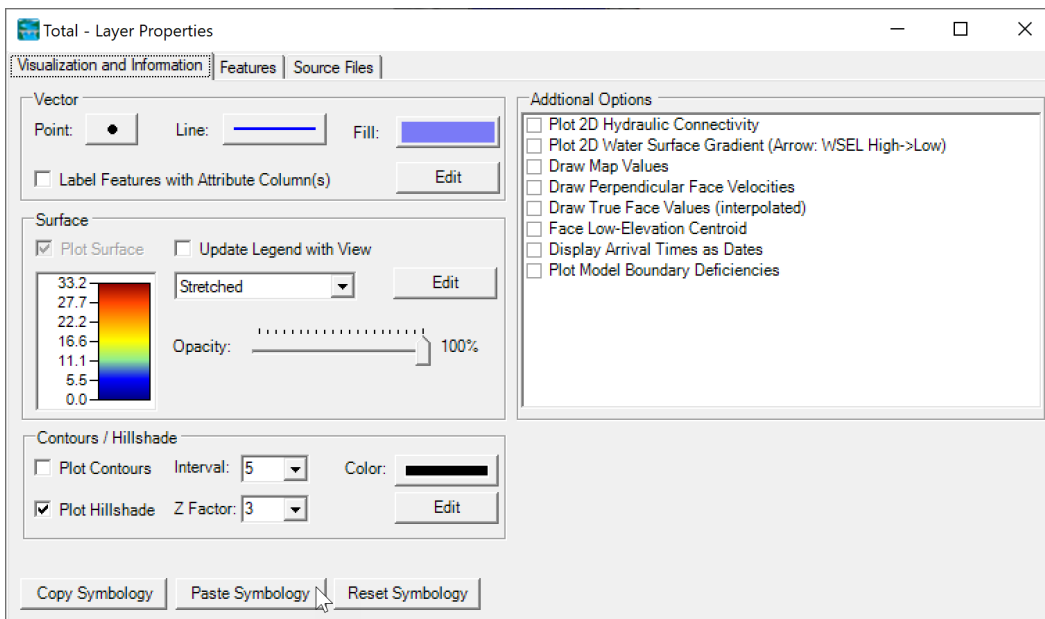 Total - Layer Properties
Visualization and Information Features Source Files
Vector
Point: Line: Fill:
Label Features with Attribute Column(s) Edit
Surface
Plot Surface Update Legend with View
33.2
27.7
22.2
16.6
11.1
5.5
0.0
Stretched Edit
Opacity: 100%
Contours / Hillshade
Plot Contours Interval: 5 Color:
Plot Hillshade Z Factor: 3 Edit
Copy Symbology Paste Symbology Reset Symbology
Addtional Options
Plot 2D Hydraulic Connectivity
Plot 2D Water Surface Gradient (Arrow: WSEL High->Low)
Draw Map Values
Draw Perpendicular Face Velocities
Draw True Face Values (interpolated)
Face Low-Elevation Centroid
Display Arrival Times as Dates
Plot Model Boundary Deficiencies